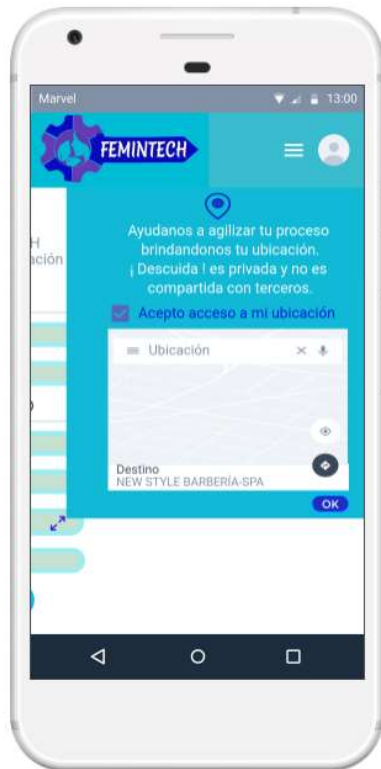 Marvel
13:00
FEMINTECH
Ayudanos a agilizar tu proceso
brindandonos tu ubicación.
¡ Descuida ! es privada y no es
compartida con terceros.
Acepto acceso a mi ubicación
H
ación
Ubicación
Destino
NEW STYLE BARBERÍA-SPA
OK